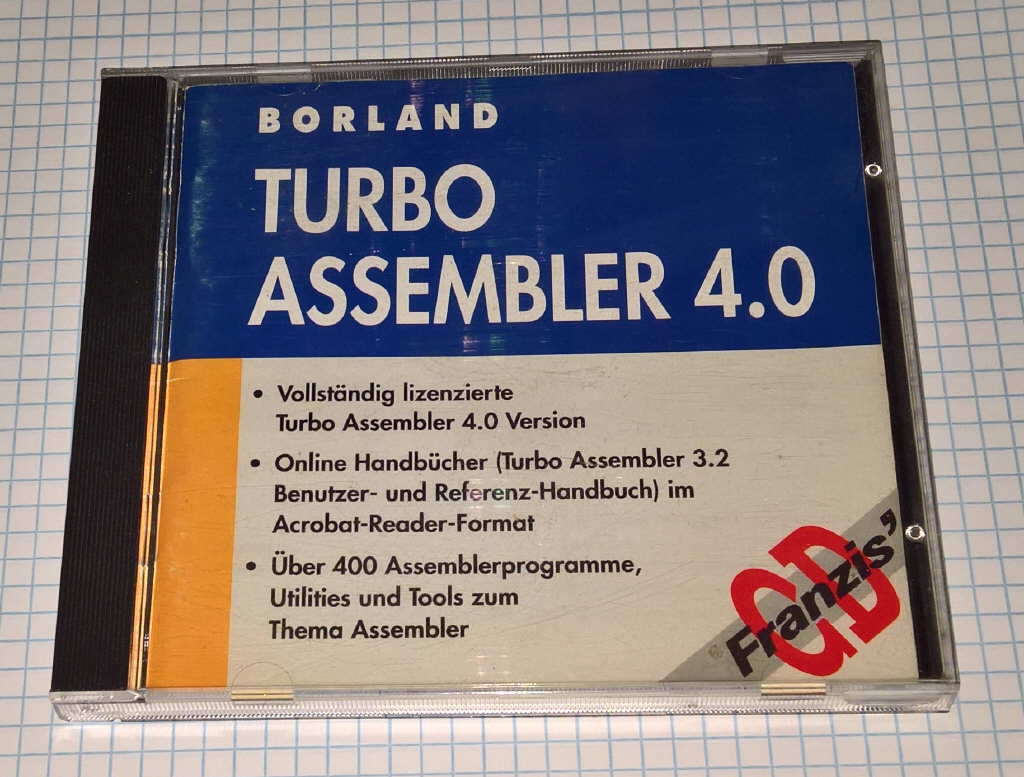 BORLAND
TURBO
ASSEMBLER 4.0
• Vollständig lizenzierte
Turbo Assembler 4.0 Version
• Online Handbücher (Turbo Assembler 3.2
Benutzer- und Referenz-Handbuch) im
Acrobat-Reader-Format
• Über 400 Assemblerprogramme,
Utilities und Tools zum
Thema Assembler
CD
Franzis'